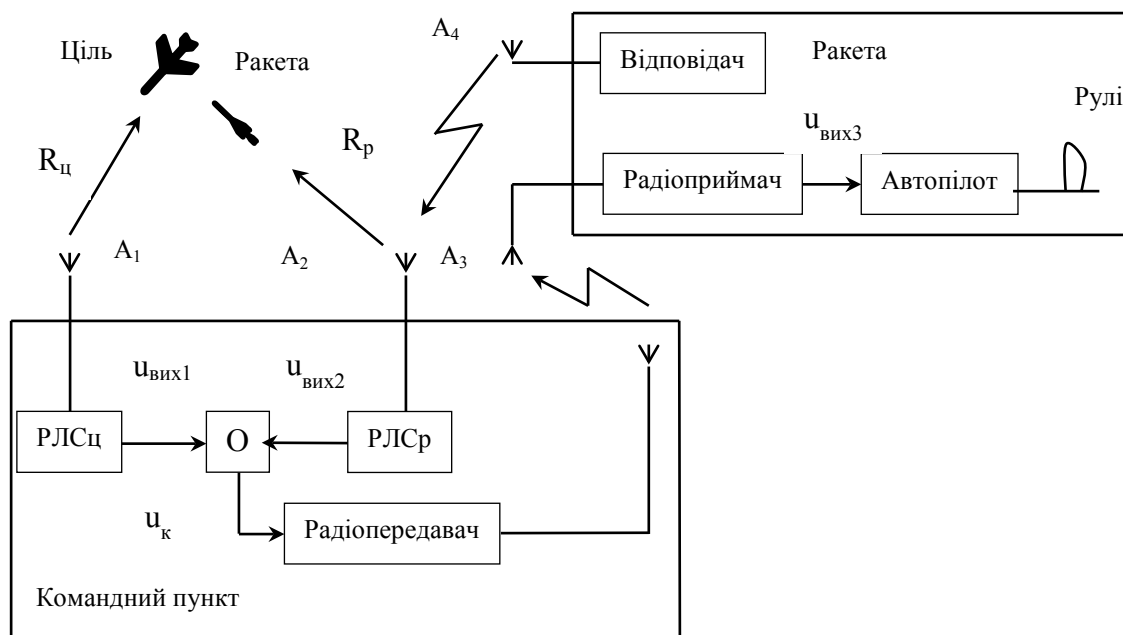 Ціль
Ракета
A4
Відповідач
Ракета
Рулі
Rц
Rр
uвих3
Радіоприймач
Автопілот
A1
A2
A3
uвих1
uвих2
РЛСц
О
РЛСр
uк
Радіопередавач
Командний пункт